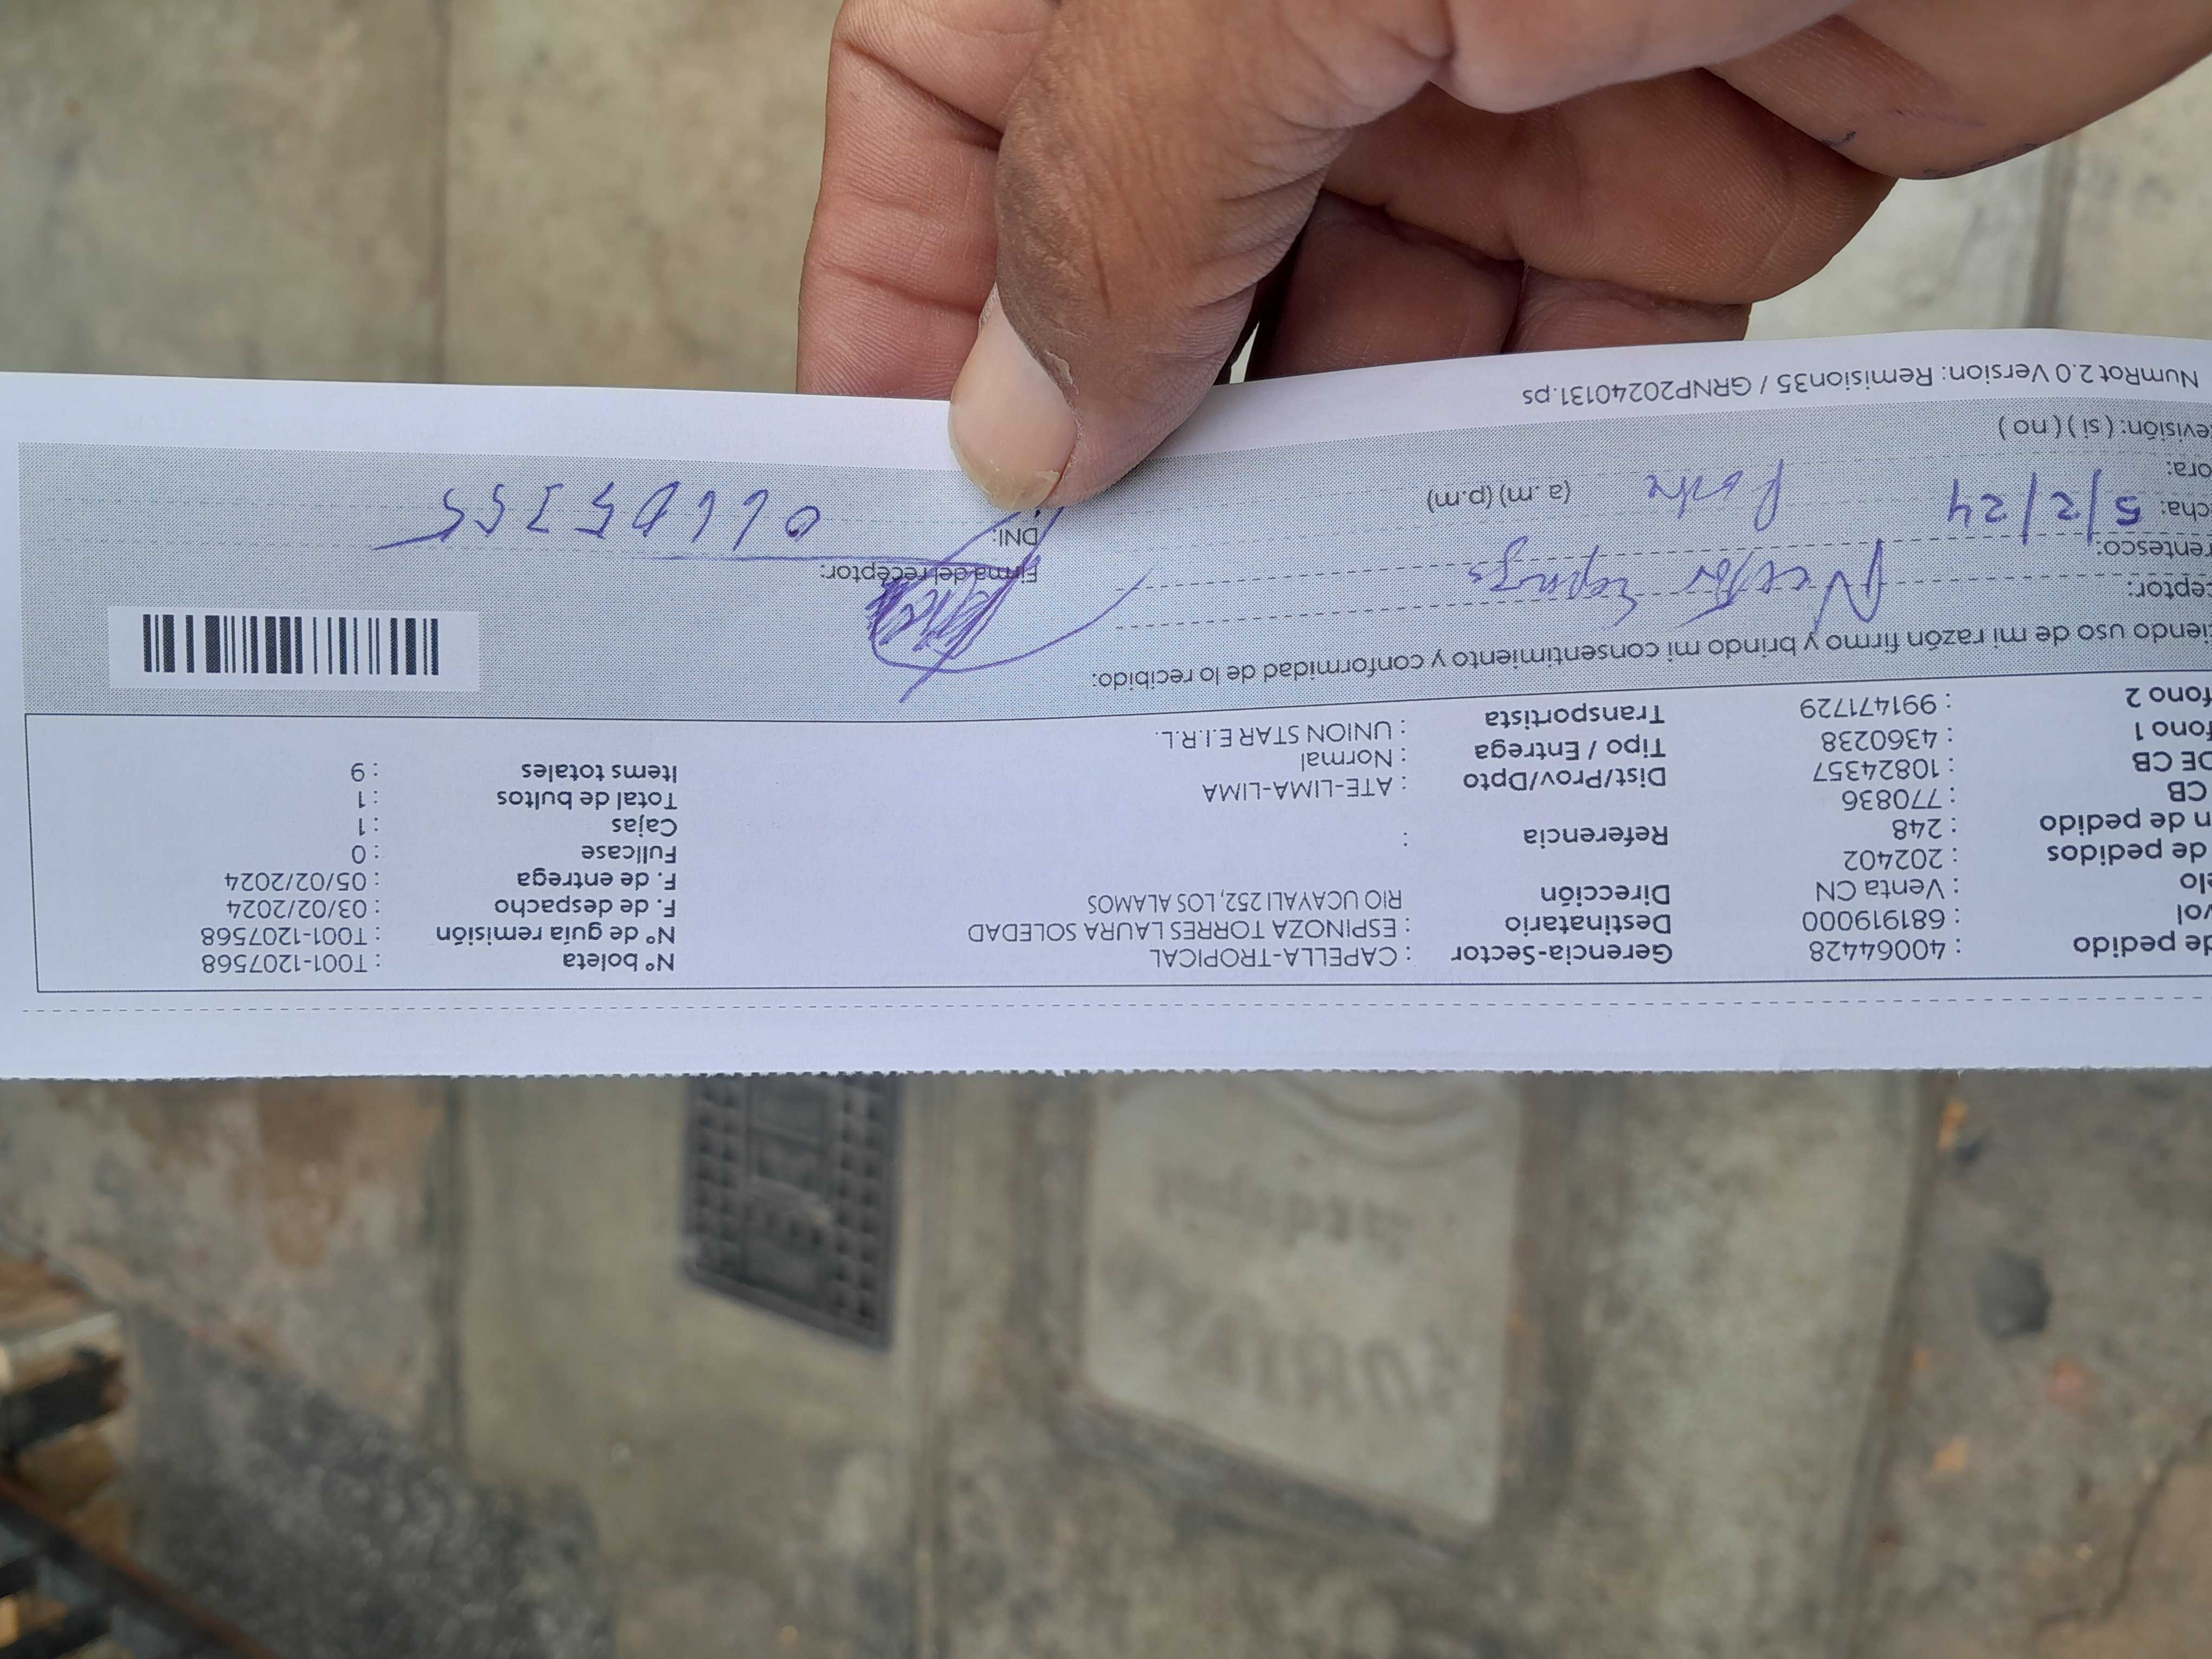 de pedido : 40064428 Gerencia-Sector : CAPELLA-TROPICAL Nº boleta : T001-1207568
vol : 681919000 Destinatario : ESPINOZA TORRES LAURA SOLEDAD Nº de guía remisión : T001-1207568
elo : Venta CN Dirección RIO UCAYALI 252, LOS ALAMOS F. de despacho : 03/02/2024
de pedidos : 202402 F. de entrega : 05/02/2024
n de pedido : 248 Referencia : Fullcase : 0
CB : 770836 Cajas : 1
DE CB : 10824357 Dist/Prov/Dpto : ATE-LIMA-LIMA Total de bultos : 1
fono 1 : 4360238 Tipo / Entrega : Normal Items totales : 9
fono 2 : 991471729 Transportista : UNION STAR E.I.R.L.
iendo uso de mi razón firmo y brindo mi consentimiento y conformidad de lo recibido:
ceptor: Firma del receptor:
rentesco: DNI:
cha: 5/2/24
ora: (a.m) (p.m)
evisión: ( si ) ( no )
NumRot 2.0 Version: Remision35 / GRNP20240131.ps